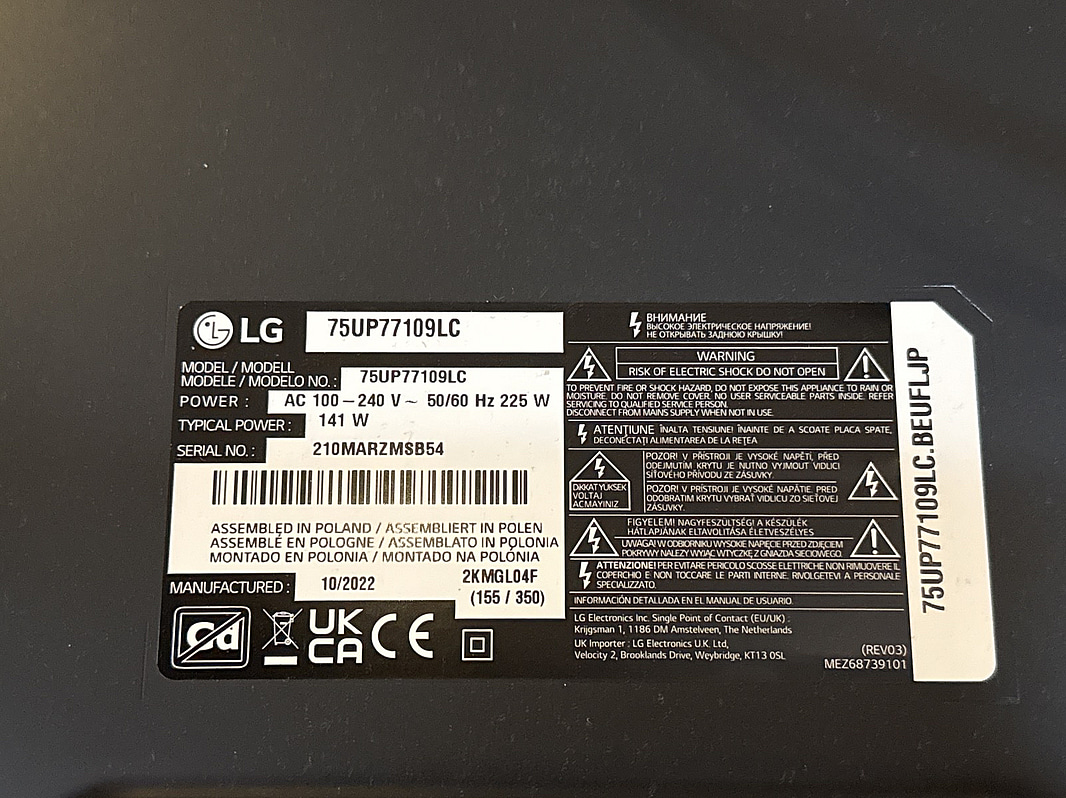 LG
75UP77109LC
MODEL / MODELL
MODELE / MODELO NO. : 75UP77109LC
POWER : AC 100 – 240 V ~ 50/60 Hz 225 W
TYPICAL POWER : 141 W
SERIAL NO. : 210MARZMSB54
ASSEMBLED IN POLAND / ASSEMBLIERT IN POLEN
ASSEMBLÉ EN POLOGNE / ASSEMBLATO IN POLONIA
MONTADO EN POLONIA / MONTADO NA POLÓNIA
MANUFACTURED : 10/2022
2KMGL04F
(155 / 350)
Cd
UK
CA CE
ВНИМАНИЕ
ВЫСОКОЕ ЭЛЕКТРИЧЕСКОЕ НАПРЯЖЕНИЕ!
НЕ ОТКРЫВАТЬ ЗАДНЮЮ КРЫШКУ!
WARNING
RISK OF ELECTRIC SHOCK DO NOT OPEN
TO PREVENT FIRE OR SHOCK HAZARD, DO NOT EXPOSE THIS APPLIANCE TO RAIN OR
MOISTURE. DO NOT REMOVE COVER. NO USER SERVICEABLE PARTS INSIDE. REFER
SERVICING TO QUALIFIED SERVICE PERSON.
DISCONNECT FROM MAINS SUPPLY WHEN NOT IN USE.
ATENŢIUNE ÎNALTA TENSIUNE! ÎNAINTE DE A SCOATE PLACA SPATE,
DECONECTAŢI ALIMENTAREA DE LA REŢEA
DİKKAT YUKSEK
VOLTAJ
ACMAYINIZ
POZOR! V PŘÍSTROJI JE VYSOKÉ NAPĚTÍ, PŘED
ODEJMUTÍM KRYTU JE NUTNO VYJMOUT VIDLICI
SÍŤOVÉHO PŘÍVODU ZE ZÁSUVKY.
POZOR! V PRÍSTROJI JE VYSOKÉ NAPÄTIE. PRED
ODOBRATIM KRYTU VYBRAŤ VIDLICU ZO SIEŤOVEJ
ZÁSUVKY.
FIGYELEM! NAGYFESZÜLTSÉG! A KÉSZÜLÉK
HÁTLAPJÁNAK ELTÁVOLÍTÁSA ÉLETVESZÉLYES
UWAGA! W ODBIORNIKU WYSOKIE NAPIĘCIE PRZED ZDJĘCIEM
POKRYWY NALEŻY WYJĄĆ WTYCZKĘ Z GNIAZDA SIECIOWEGO.
ATTENZIONE! PER EVITARE PERICOLO SCOSSE ELETTRICHE NON RIMUOVERE IL
COPERCHIO E NON TOCCARE LE PARTI INTERNE. RIVOLGETEVI A PERSONALE
SPECIALIZZATO.
INFORMACIÓN DETALLADA EN EL MANUAL DE USUARIO.
LG Electronics Inc. Single Point of Contact (EU/UK) :
Krijgsman 1, 1186 DM Amstelveen, The Netherlands
UK Importer : LG Electronics U.K. Ltd,
Velocity 2, Brooklands Drive, Weybridge, KT13 0SL
(REV03)
MEZ68739101
75UP77109LC.BEUFLJP